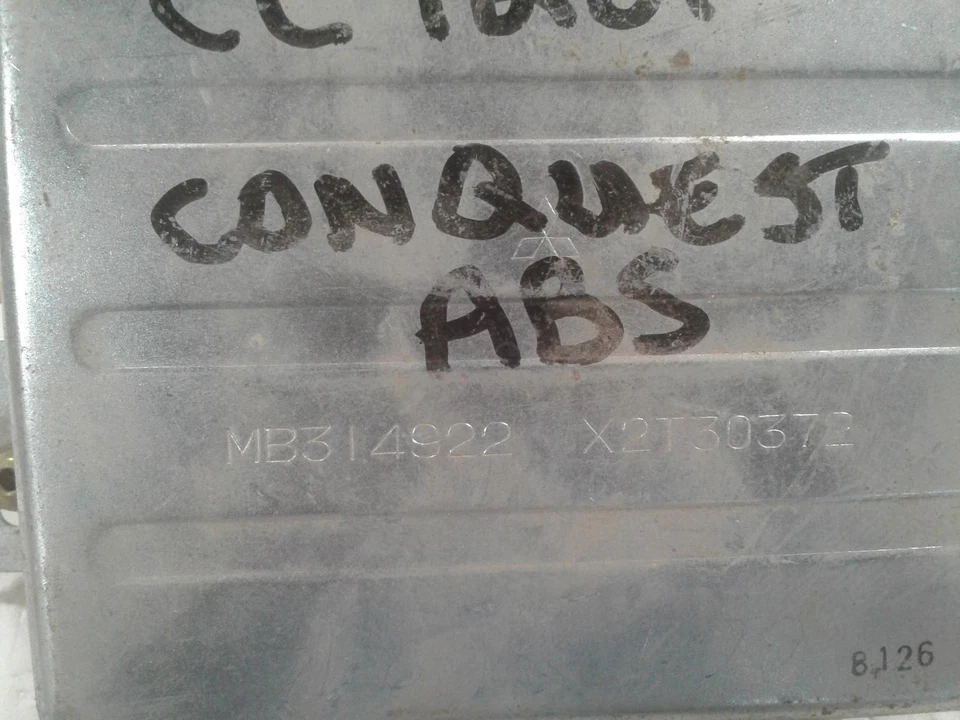 CONQUEST
ABS
MB314922 X2T30372
8,126